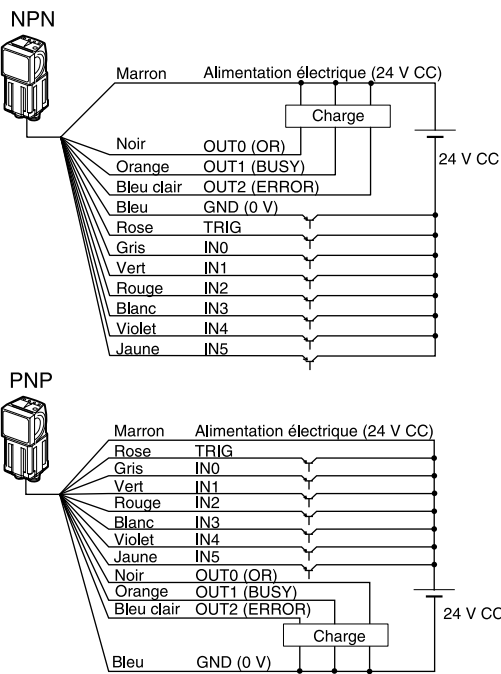 NPN
Marron Alimentation électrique (24 V CC)
Charge
Noir OUT0 (OR)
24 V CC
Orange OUT1 (BUSY)
Bleu clair OUT2 (ERROR)
Bleu GND (0 V)
Rose TRIG
Gris IN0
Vert IN1
Rouge IN2
Blanc IN3
Violet IN4
Jaune IN5
PNP
Marron Alimentation électrique (24 V CC)
Rose TRIG
Gris IN0
Vert IN1
Rouge IN2
Blanc IN3
Violet IN4
Jaune IN5
Noir OUT0 (OR)
Orange OUT1 (BUSY)
Bleu clair OUT2 (ERROR)
24 V CC
Charge
Bleu GND (0 V)